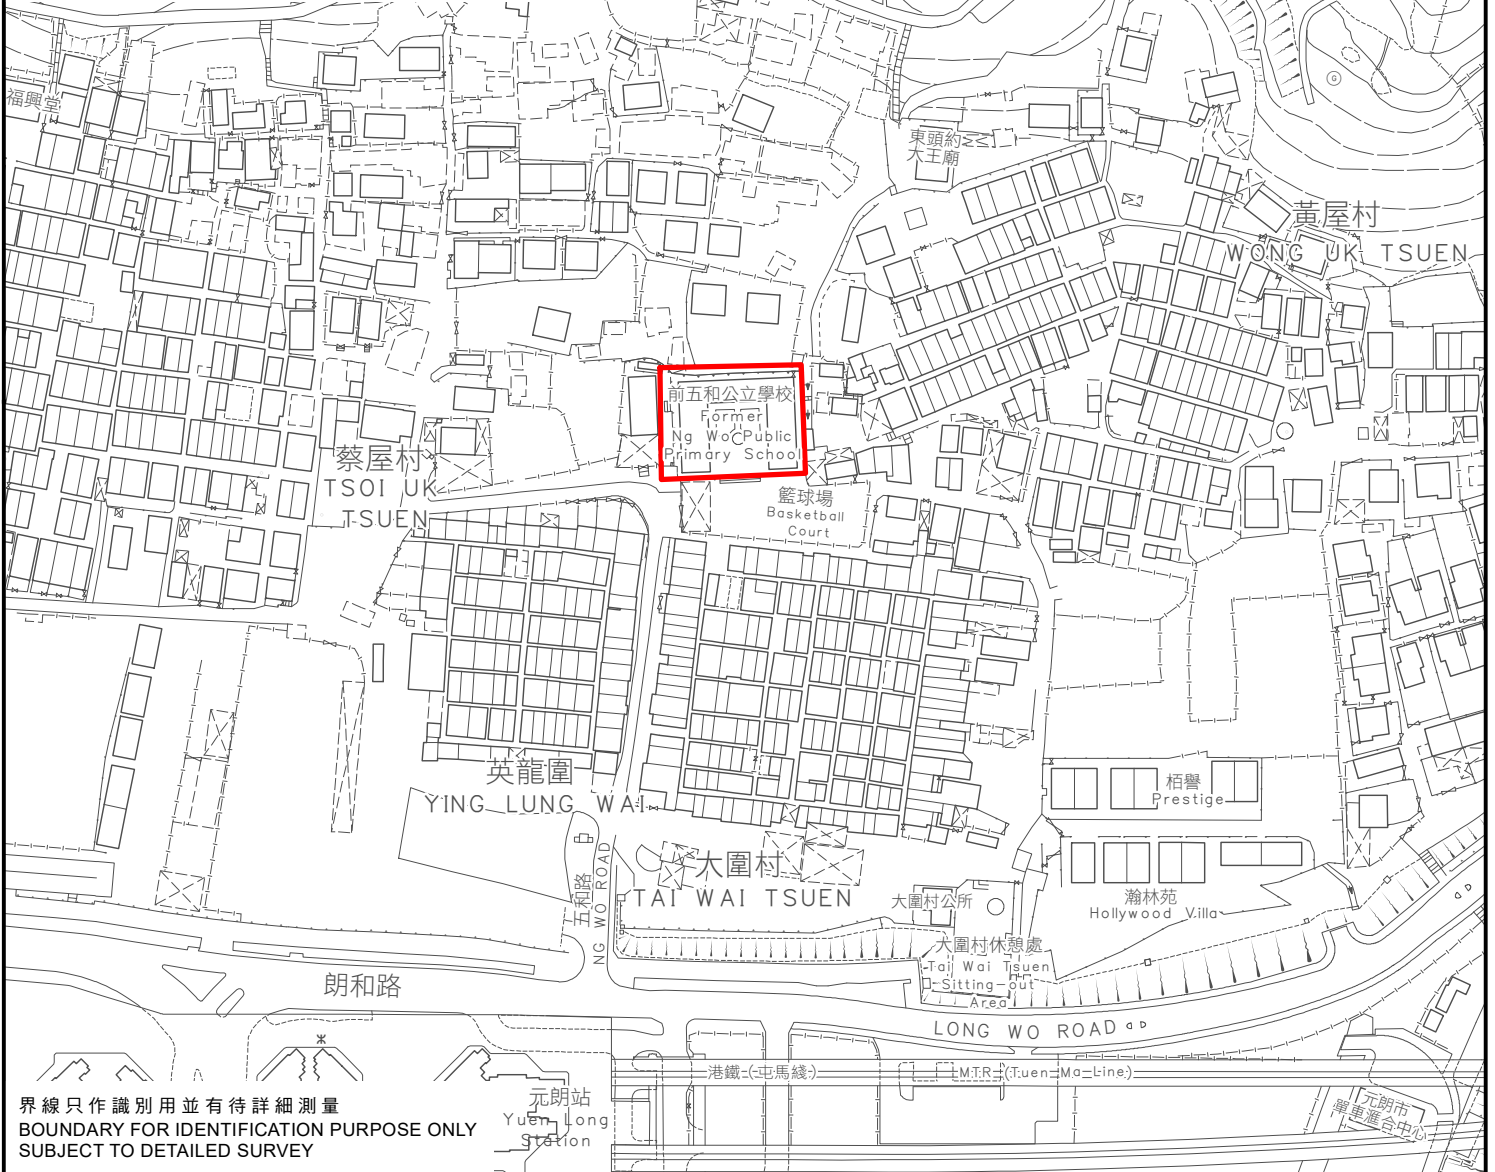 福興堂
東頭約
大王廟
黃屋村
WONG UK TSUEN
前五和公立學校
Former
Ng Wo Public
Primary School
蔡屋村
TSOI UK
TSUEN
籃球場
Basketball
Court
英龍圍
YING LUNG WAI
栢譽
Prestige
大圍村
TAI WAI TSUEN
五和路
NG WO ROAD
大圍村公所
瀚林苑
Hollywood Villa
大圍村休憩處
Tai Wai Tsuen
Sitting-out
Area
朗和路
LONG WO ROAD
港鐵(屯馬綫)
MTR (Tuen Ma Line)
元朗站
Yuen Long
Station
元朗市
單車滙合中心
界線只作識別用並有待詳細測量
BOUNDARY FOR IDENTIFICATION PURPOSE ONLY
SUBJECT TO DETAILED SURVEY